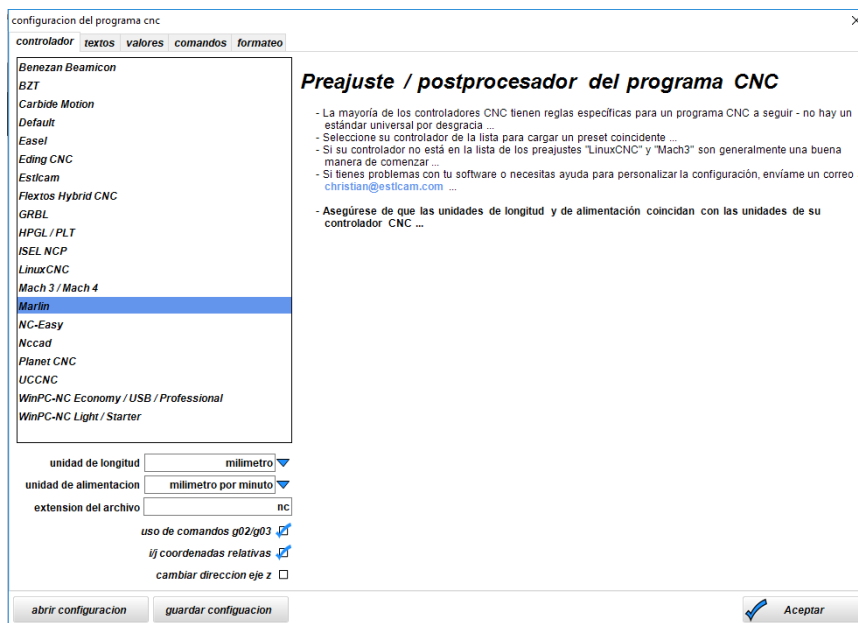 configuracion del programa cnc
controlador textos valores comandos formateo
Benezan Beamicon
BZT
Carbide Motion
Default
Easel
Eding CNC
Estlcam
Flextos Hybrid CNC
GRBL
HPGL / PLT
ISEL NCP
LinuxCNC
Mach 3 / Mach 4
Marlin
NC-Easy
Nccad
Planet CNC
UCCNC
WinPC-NC Economy / USB / Professional
WinPC-NC Light / Starter
unidad de longitud milimetro
unidad de alimentacion milimetro por minuto
extension del archivo nc
uso de comandos g02/g03
i/j coordenadas relativas
cambiar direccion eje z
abrir configuracion guardar configuacion
Preajuste / postprocesador del programa CNC
- La mayoría de los controladores CNC tienen reglas específicas para un programa CNC a seguir - no hay un
estándar universal por desgracia ...
- Seleccione su controlador de la lista para cargar un preset coincidente ...
- Si su controlador no está en la lista de los preajustes "LinuxCNC" y "Mach3" son generalmente una buena
manera de comenzar ...
- Si tienes problemas con tu software o necesitas ayuda para personalizar la configuración, envíame un correo
christian@estlcam.com ...
- Asegúrese de que las unidades de longitud y de alimentación coincidan con las unidades de su
controlador CNC ...
Aceptar